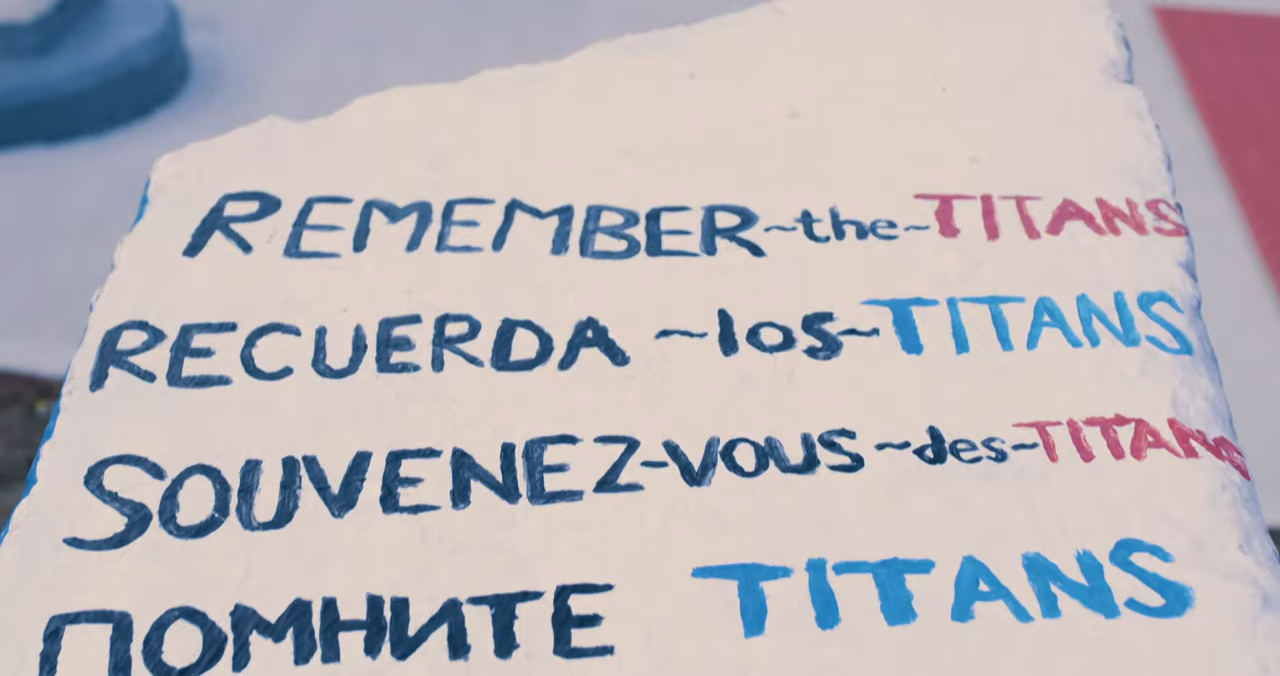 REMEMBER~the~TITANS
RECUERDA ~los~TITANS
SOUVENEZ-VOUS ~des~TITANS
ПОМНИТЕ TITANS